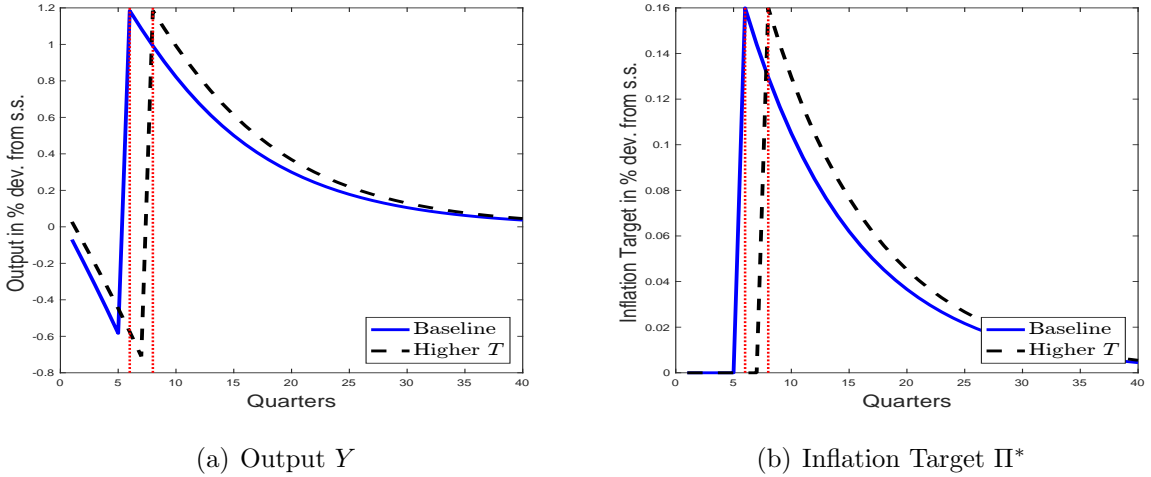 Output in % dev. from s.s.
1.2
1
0.8
0.6
0.4
0.2
0
-0.2
-0.4
-0.6
-0.8
0 5 10 15 20 25 30 35 40
Quarters
Baseline
Higher T
(a) Output Y
Inflation Target in % dev. from s.s.
0.16
0.14
0.12
0.1
0.08
0.06
0.04
0.02
0
0 5 10 15 20 25 30 35 40
Quarters
Baseline
Higher T
(b) Inflation Target Π*